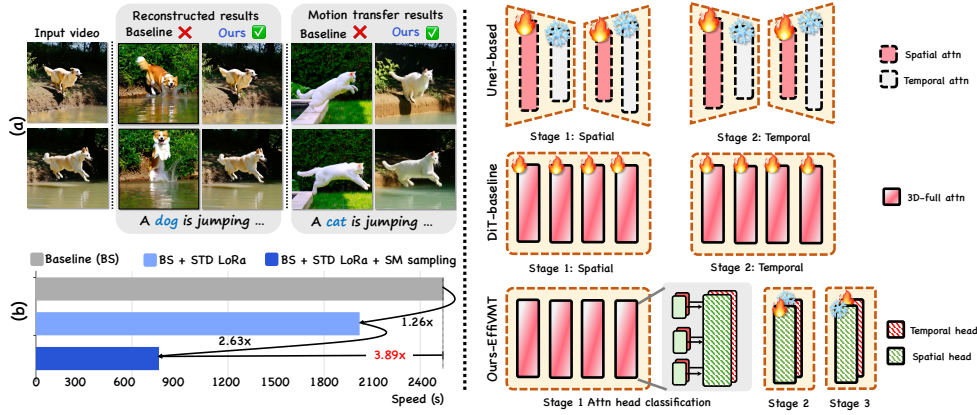 Reconstructed results
Motion transfer results
Input video
Baseline
Ours
Baseline
Ours
(a)
A dog is jumping ...
A cat is jumping ...
Baseline (BS)
BS + STD LoRa
BS + STD LoRa + SM sampling
(b)
1.26x
2.63x
3.89x
0
300
600
900
1200
1500
1800
2100
2400
Speed (s)
Unet-based
Stage 1: Spatial
Stage 2: Temporal
Spatial attn
Temporal attn
DiT-baseline
Stage 1: Spatial
Stage 2: Temporal
3D-full attn
Ours-EffiVMT
Stage 1 Attn head classification
Stage 2
Stage 3
Temporal head
Spatial head